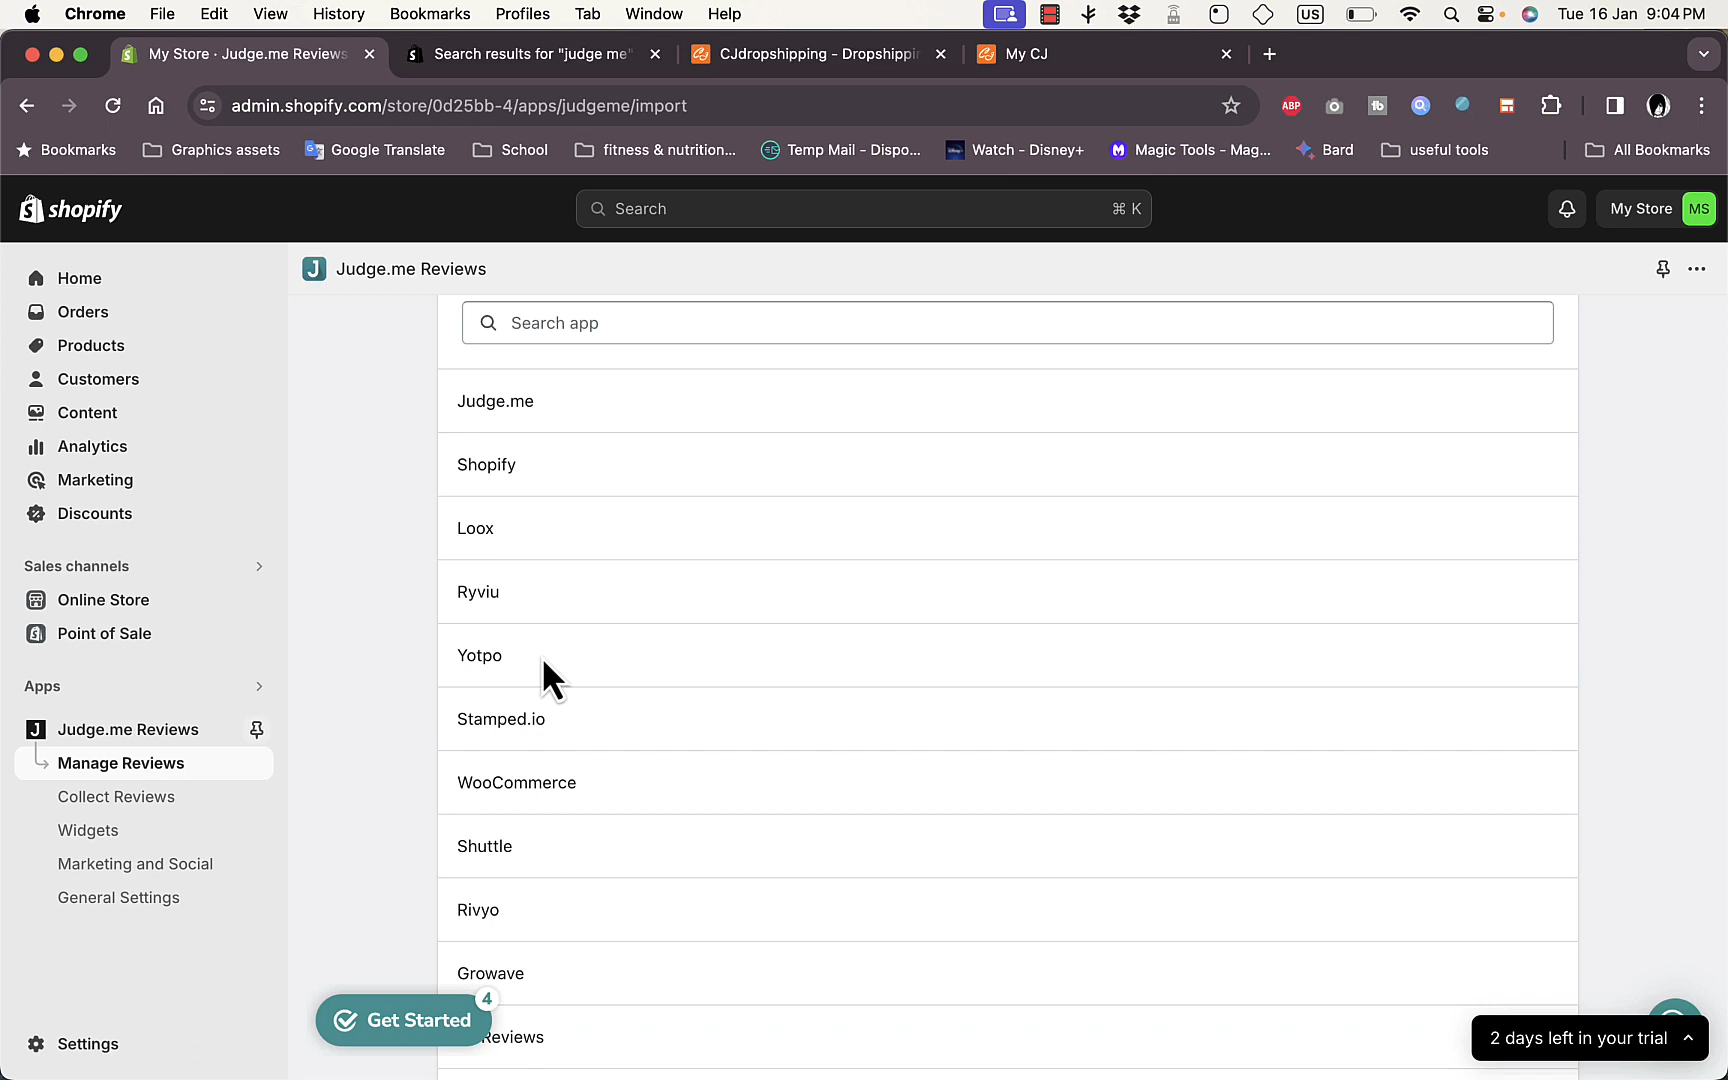 Chrome File Edit View History Bookmarks Profiles Tab Window Help US Tue 16 Jan 9:04 PM
My Store · Judge.me Reviews Search results for "judge me" CJdropshipping - Dropshippin My CJ
admin.shopify.com/store/0d25bb-4/apps/judgeme/import ABP tb
Bookmarks Graphics assets Google Translate School fitness & nutrition... Temp Mail - Dispo... Watch - Disney+ Magic Tools - Mag... Bard useful tools All Bookmarks
shopify Search ⌘ K My Store MS
J Judge.me Reviews
Home
Orders
Products
Customers
Content
Analytics
Marketing
Discounts
Sales channels
Online Store
Point of Sale
Apps
J Judge.me Reviews
Manage Reviews
Collect Reviews
Widgets
Marketing and Social
General Settings
Settings
Search app
Judge.me
Shopify
Loox
Ryviu
Yotpo
Stamped.io
WooCommerce
Shuttle
Rivyo
Growave
Reviews
Get Started 4
2 days left in your trial